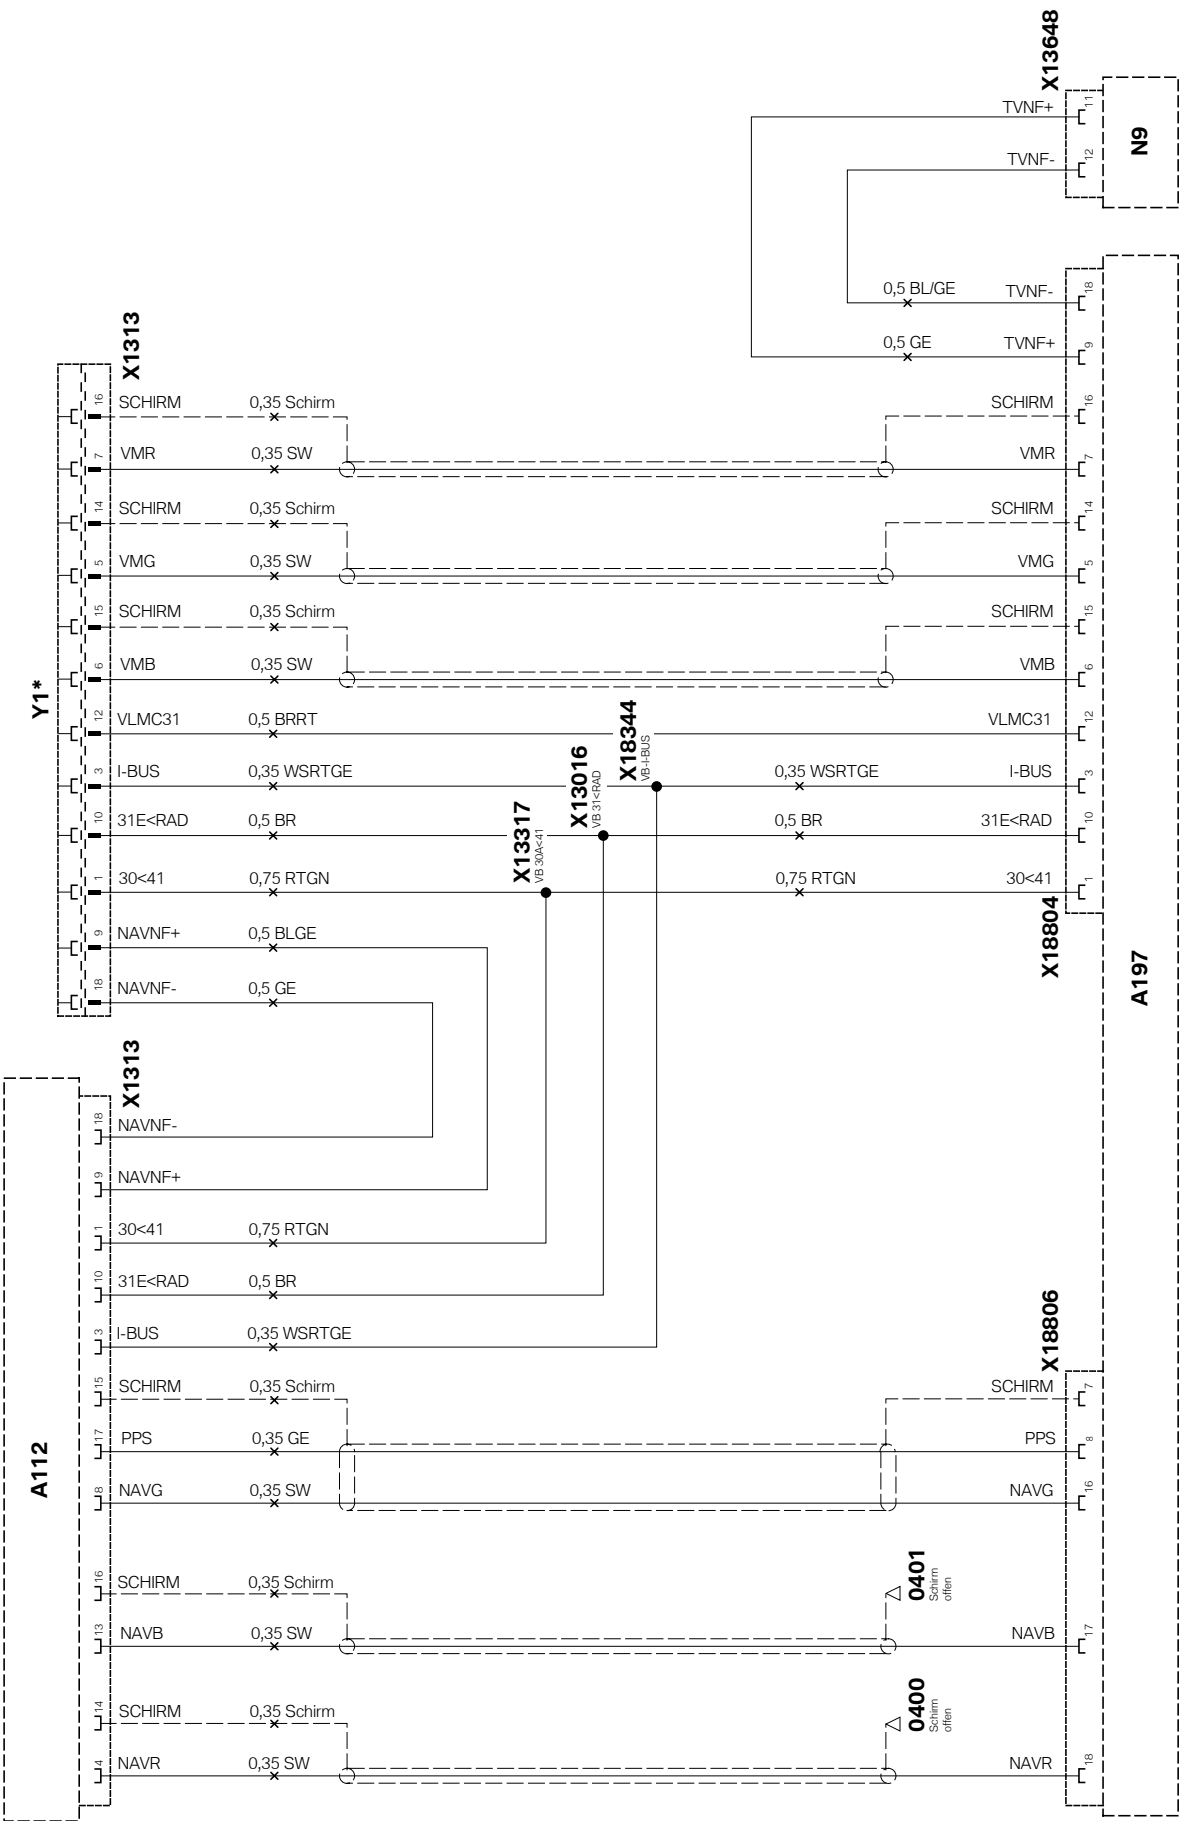 X13648
TVNF+
11
TVNF-
12
N9
0,5 BL/GE
TVNF-
18
0,5 GE
TVNF+
9
Y1*
X1313
16
SCHIRM
0,35 Schirm
SCHIRM
16
7
VMR
0,35 SW
VMR
7
14
SCHIRM
0,35 Schirm
SCHIRM
14
5
VMG
0,35 SW
VMG
5
15
SCHIRM
0,35 Schirm
SCHIRM
15
6
VMB
0,35 SW
VMB
6
12
VLMC31
0,5 BRRT
VLMC31
12
X18344
VB-I-BUS
3
I-BUS
0,35 WSRTGE
0,35 WSRTGE
I-BUS
3
X13016
VB 31<RAD
10
31E<RAD
0,5 BR
0,5 BR
31E<RAD
10
X13317
VB 30A<41
1
30<41
0,75 RTGN
0,75 RTGN
30<41
1
X18804
9
NAVNF+
0,5 BLGE
18
NAVNF-
0,5 GE
A197
X1313
18
NAVNF-
9
NAVNF+
1
30<41
0,75 RTGN
10
31E<RAD
0,5 BR
3
I-BUS
0,35 WSRTGE
X18806
15
SCHIRM
0,35 Schirm
SCHIRM
7
A112
17
PPS
0,35 GE
PPS
8
8
NAVG
0,35 SW
NAVG
16
16
SCHIRM
0,35 Schirm
0401
Schirm
offen
13
NAVB
0,35 SW
NAVB
17
14
SCHIRM
0,35 Schirm
0400
Schirm
offen
4
NAVR
0,35 SW
NAVR
18